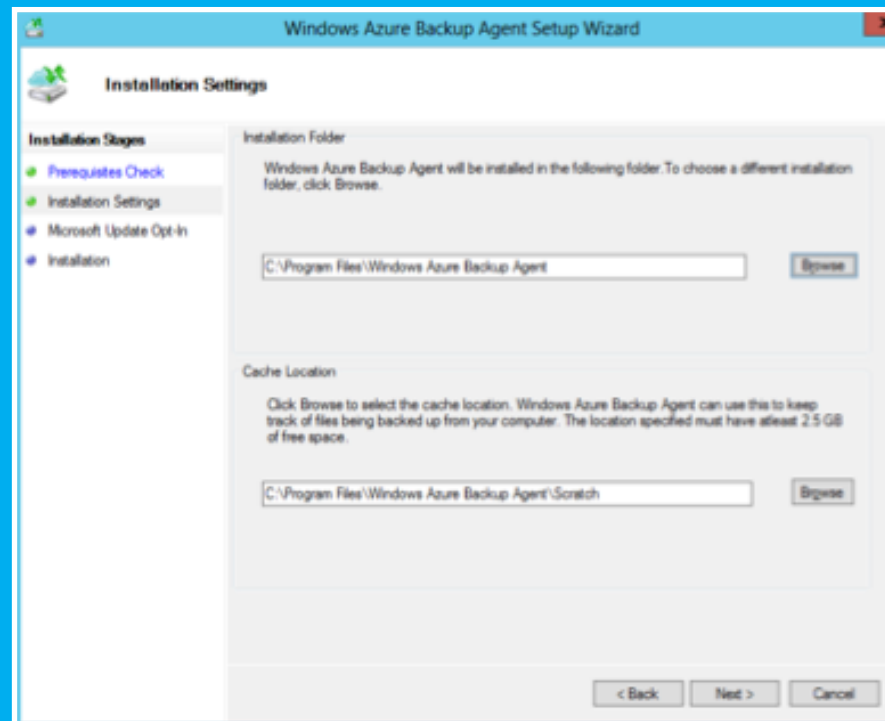 Windows Azure Backup Agent Setup Wizard
Installation Settings
Installation Stages
Prerequisites Check
Installation Settings
Microsoft Update Opt-In
Installation
Installation Folder
Windows Azure Backup Agent will be installed in the following folder.To choose a different installation
folder, click Browse.
C:\Program Files\Windows Azure Backup Agent
Browse
Cache Location
Click Browse to select the cache location. Windows Azure Backup Agent can use this to keep
track of files being backed up from your computer. The location specified must have atleast 2.5 GB
of free space.
C:\Program Files\Windows Azure Backup Agent\Scratch
Browse
< Back
Next >
Cancel